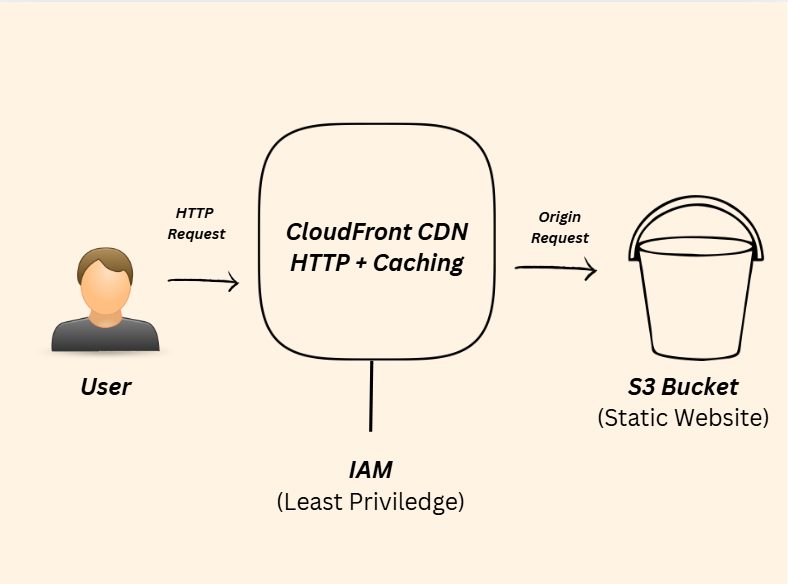 HTTP
Request
CloudFront CDN
HTTP + Caching
Origin
Request
User
S3 Bucket
(Static Website)
IAM
(Least Priviledge)